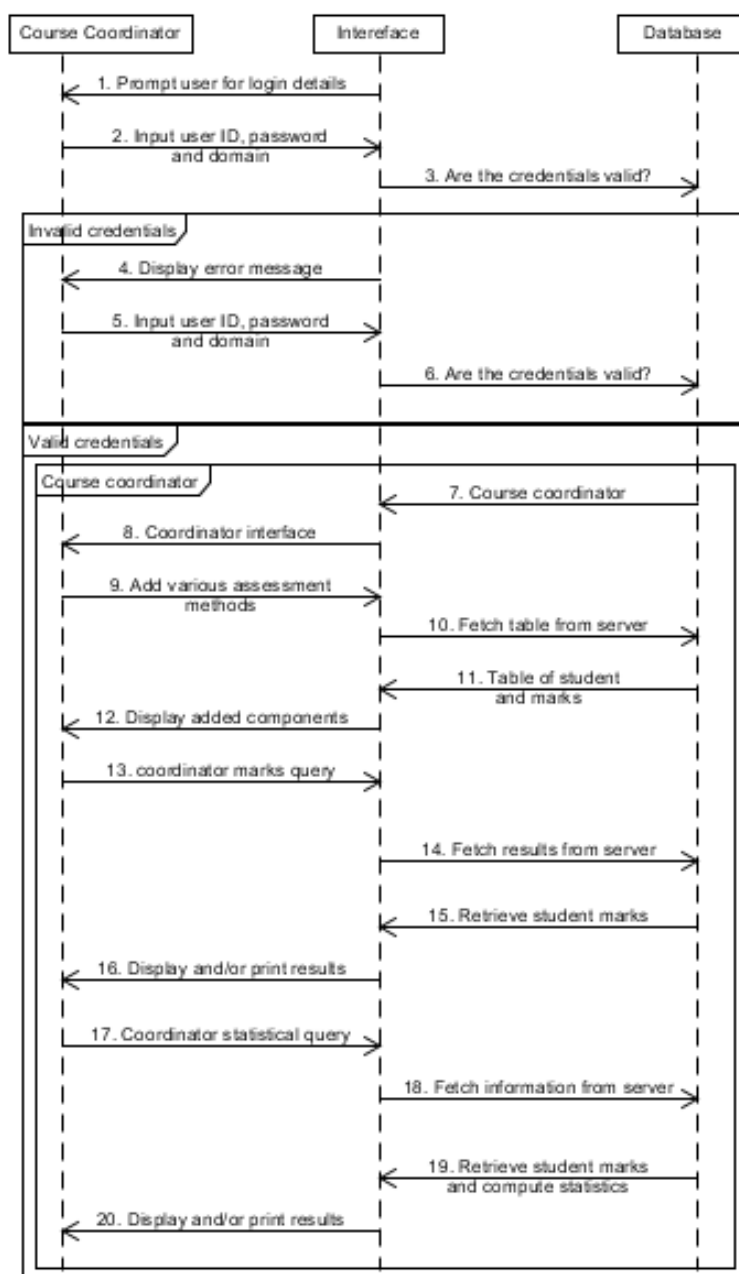 Course Coordinator
Intereface
Database
1. Prompt user for login details
2. Input user ID, password
and domain
3. Are the credentials valid?
Invalid credentials
4. Display error message
5. Input user ID, password
and domain
6. Are the credentials valid?
Valid credentials
Course coordinator
7. Course coordinator
8. Coordinator interface
9. Add various assessment
methods
10. Fetch table from server
11. Table of student
and marks
12. Display added components
13. coordinator marks query
14. Fetch results from server
15. Retrieve student marks
16. Display and/or print results
17. Coordinator statistical query
18. Fetch information from server
19. Retrieve student marks
and compute statistics
20. Display and/or print results